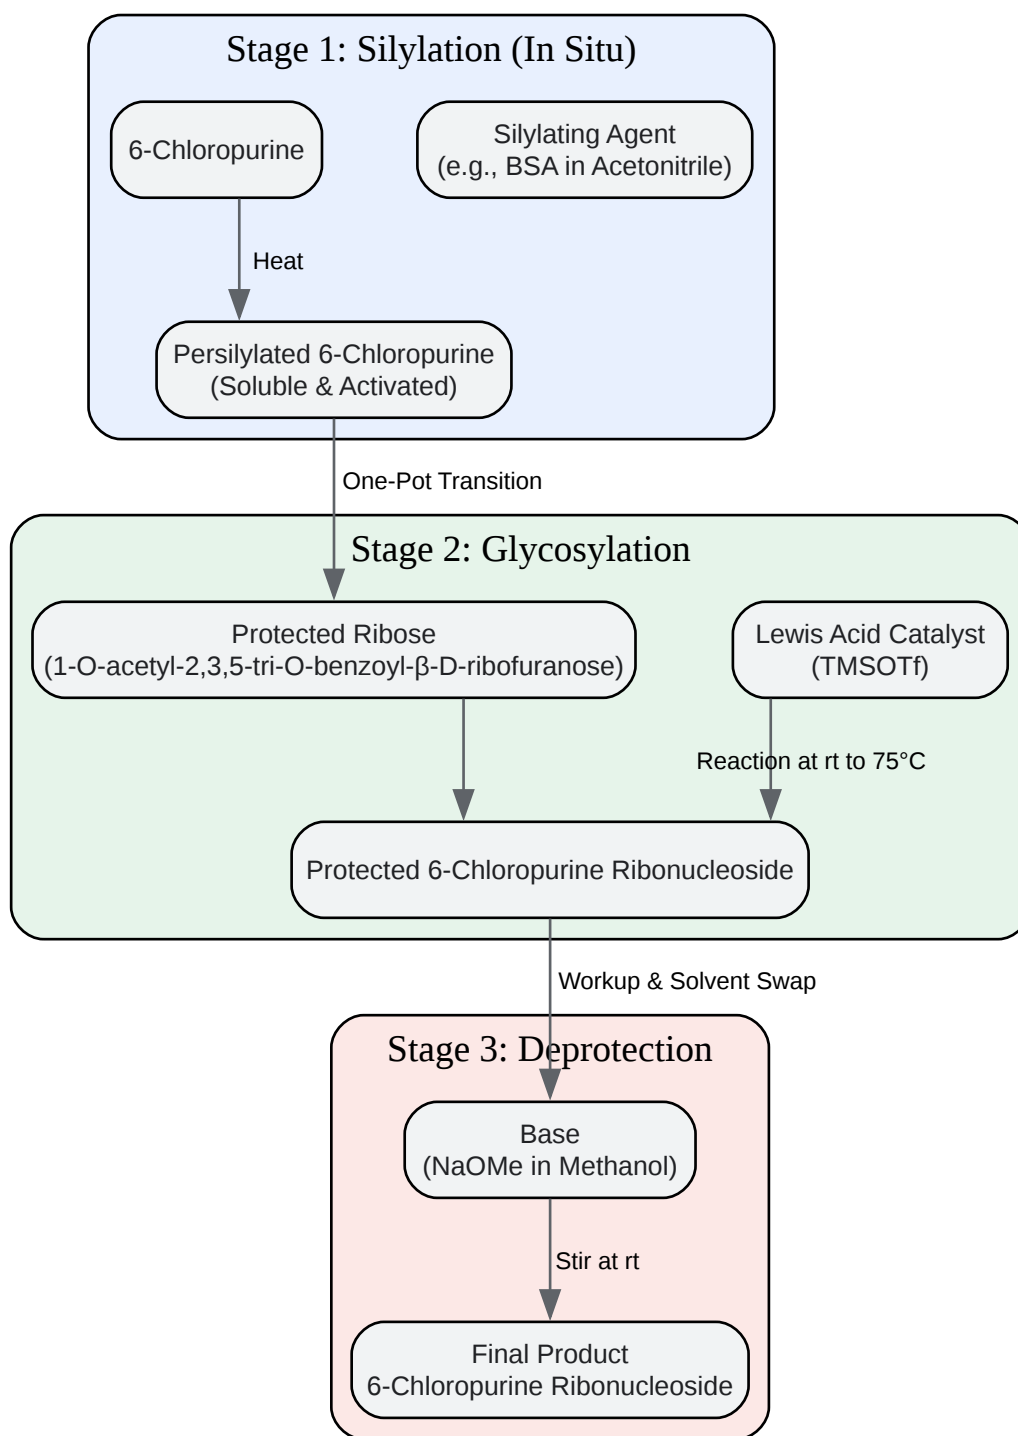 Stage 1: Silylation (In Situ)
6-Chloropurine
Silylating Agent
(e.g., BSA in Acetonitrile)
Heat
Persilylated 6-Chloropurine
(Soluble & Activated)
One-Pot Transition
Stage 2: Glycosylation
Protected Ribose
(1-O-acetyl-2,3,5-tri-O-benzoyl-β-D-ribofuranose)
Lewis Acid Catalyst
(TMSOTf)
Reaction at rt to 75°C
Protected 6-Chloropurine Ribonucleoside
Workup & Solvent Swap
Stage 3: Deprotection
Base
(NaOMe in Methanol)
Stir at rt
Final Product
6-Chloropurine Ribonucleoside